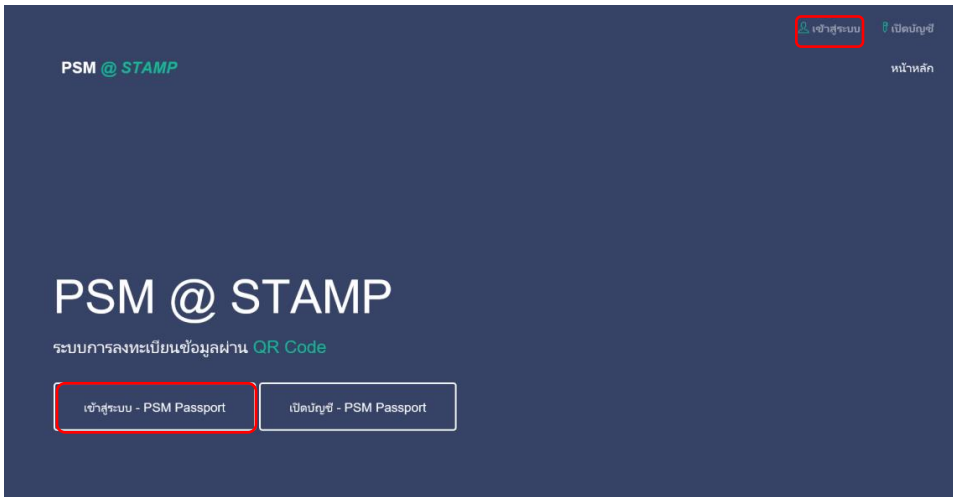 เข้าสู่ระบบ เปิดบัญชี
PSM @ STAMP หน้าหลัก
PSM @ STAMP
ระบบการลงทะเบียนข้อมูลผ่าน QR Code
เข้าสู่ระบบ - PSM Passport เปิดบัญชี - PSM Passport